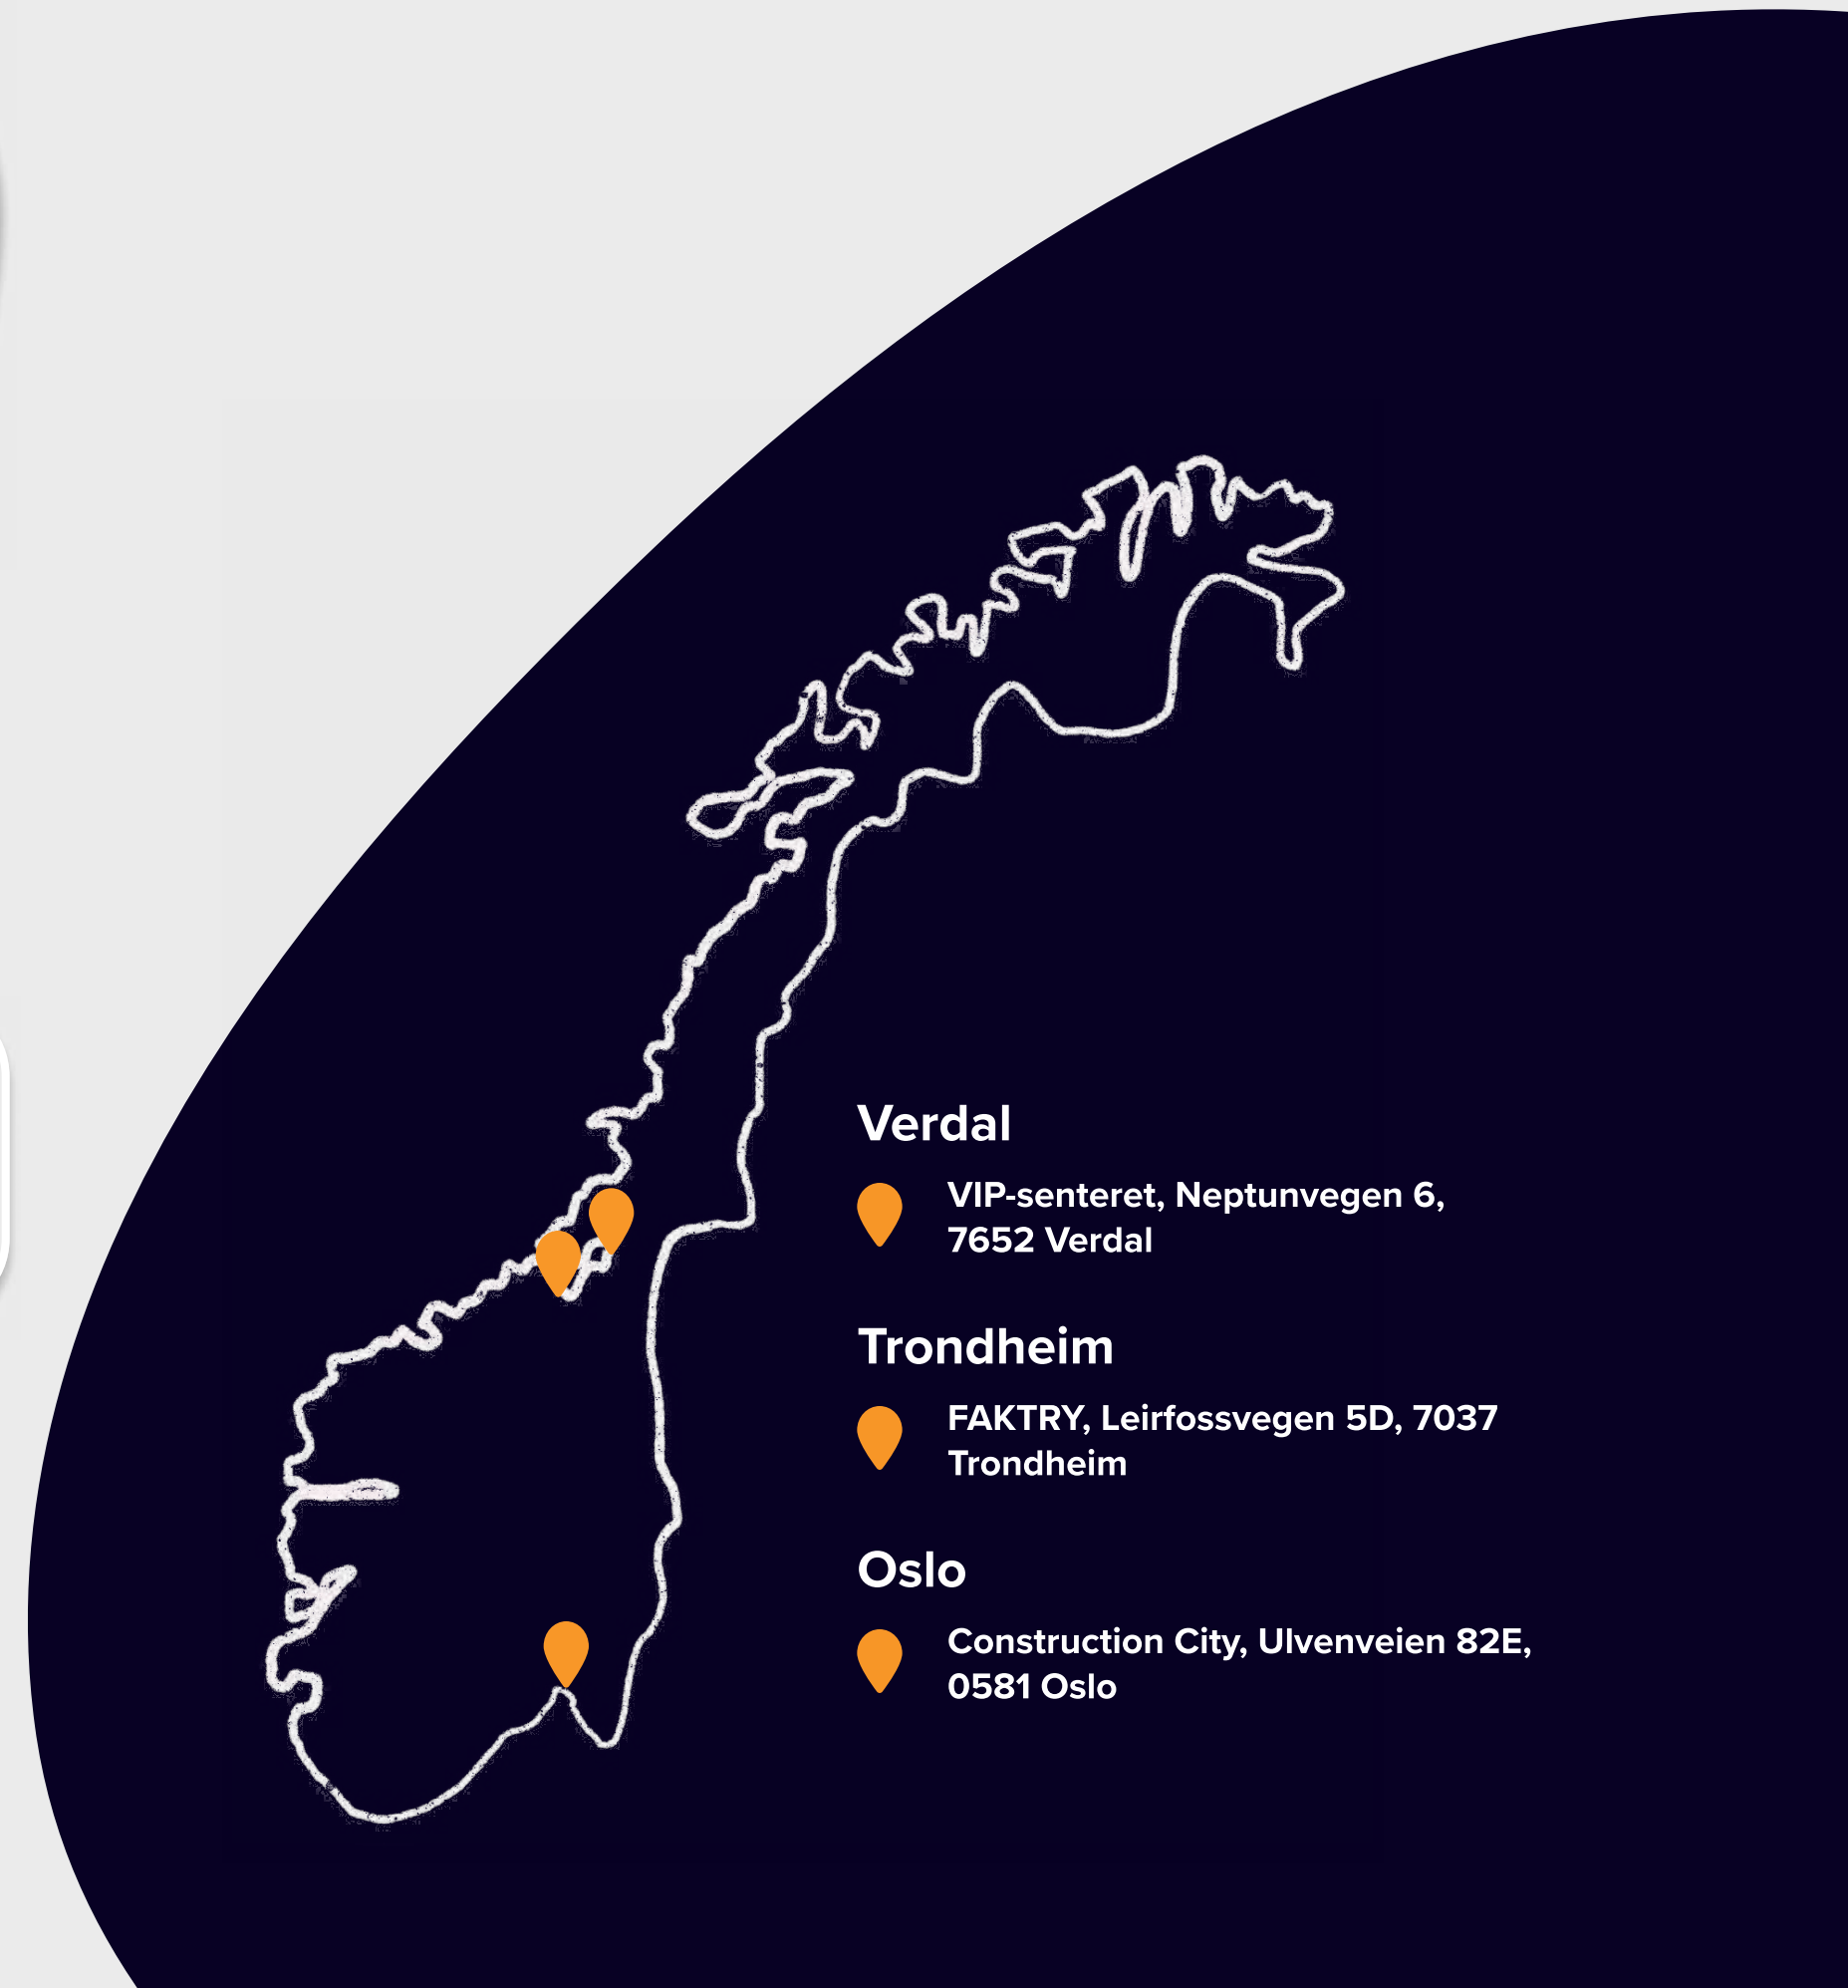 Verdal
VIP-senteret, Neptunvegen 6,
7652 Verdal
Trondheim
FAKTRY, Leirfossvegen 5D, 7037
Trondheim
Oslo
Construction City, Ulvenveien 82E,
0581 Oslo